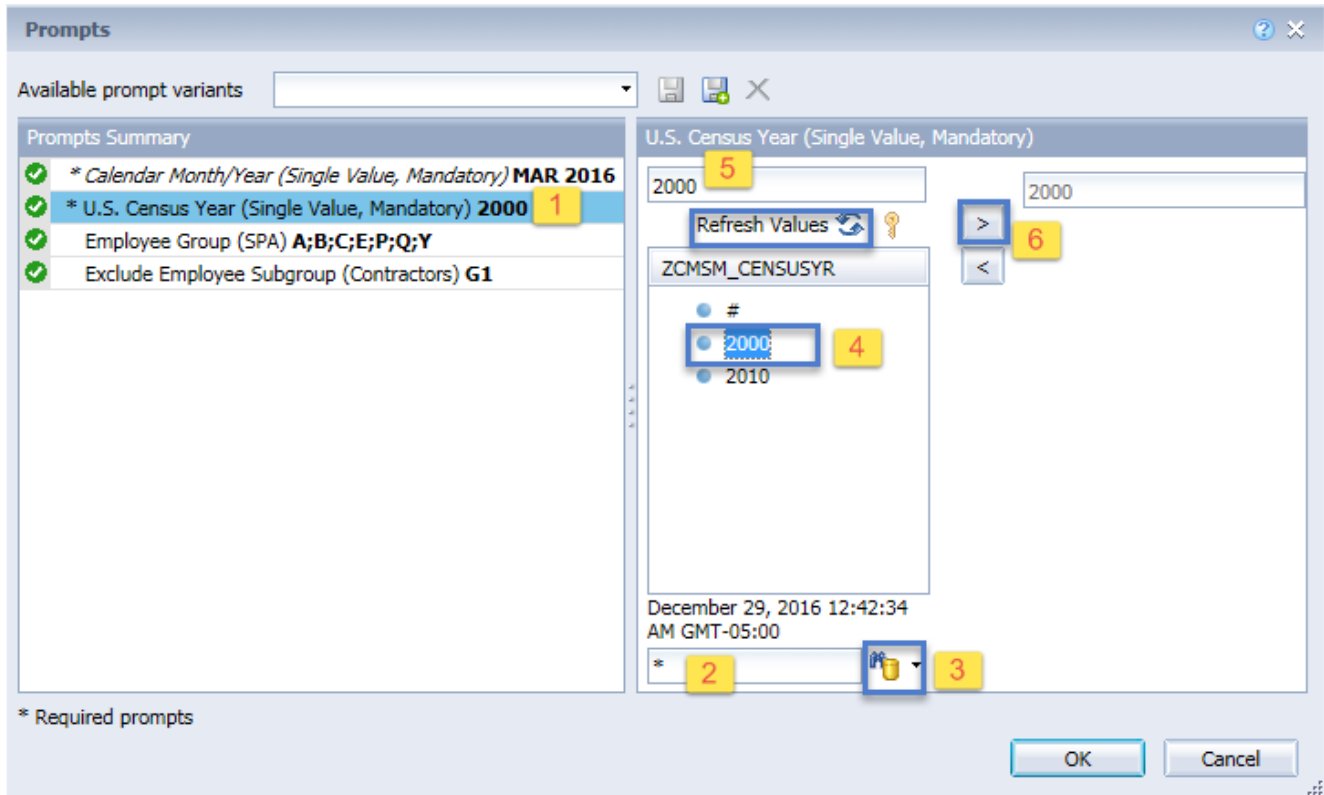 Prompts
Available prompt variants
Prompts Summary
* Calendar Month/Year (Single Value, Mandatory) MAR 2016
* U.S. Census Year (Single Value, Mandatory) 2000 1
Employee Group (SPA) A;B;C;E;P;Q;Y
Exclude Employee Subgroup (Contractors) G1
U.S. Census Year (Single Value, Mandatory)
2000 5
2000
Refresh Values
> 6
<
ZCMSM_CENSUSYR
#
2000 4
2010
December 29, 2016 12:42:34
AM GMT-05:00
* 2 3
* Required prompts
OK Cancel